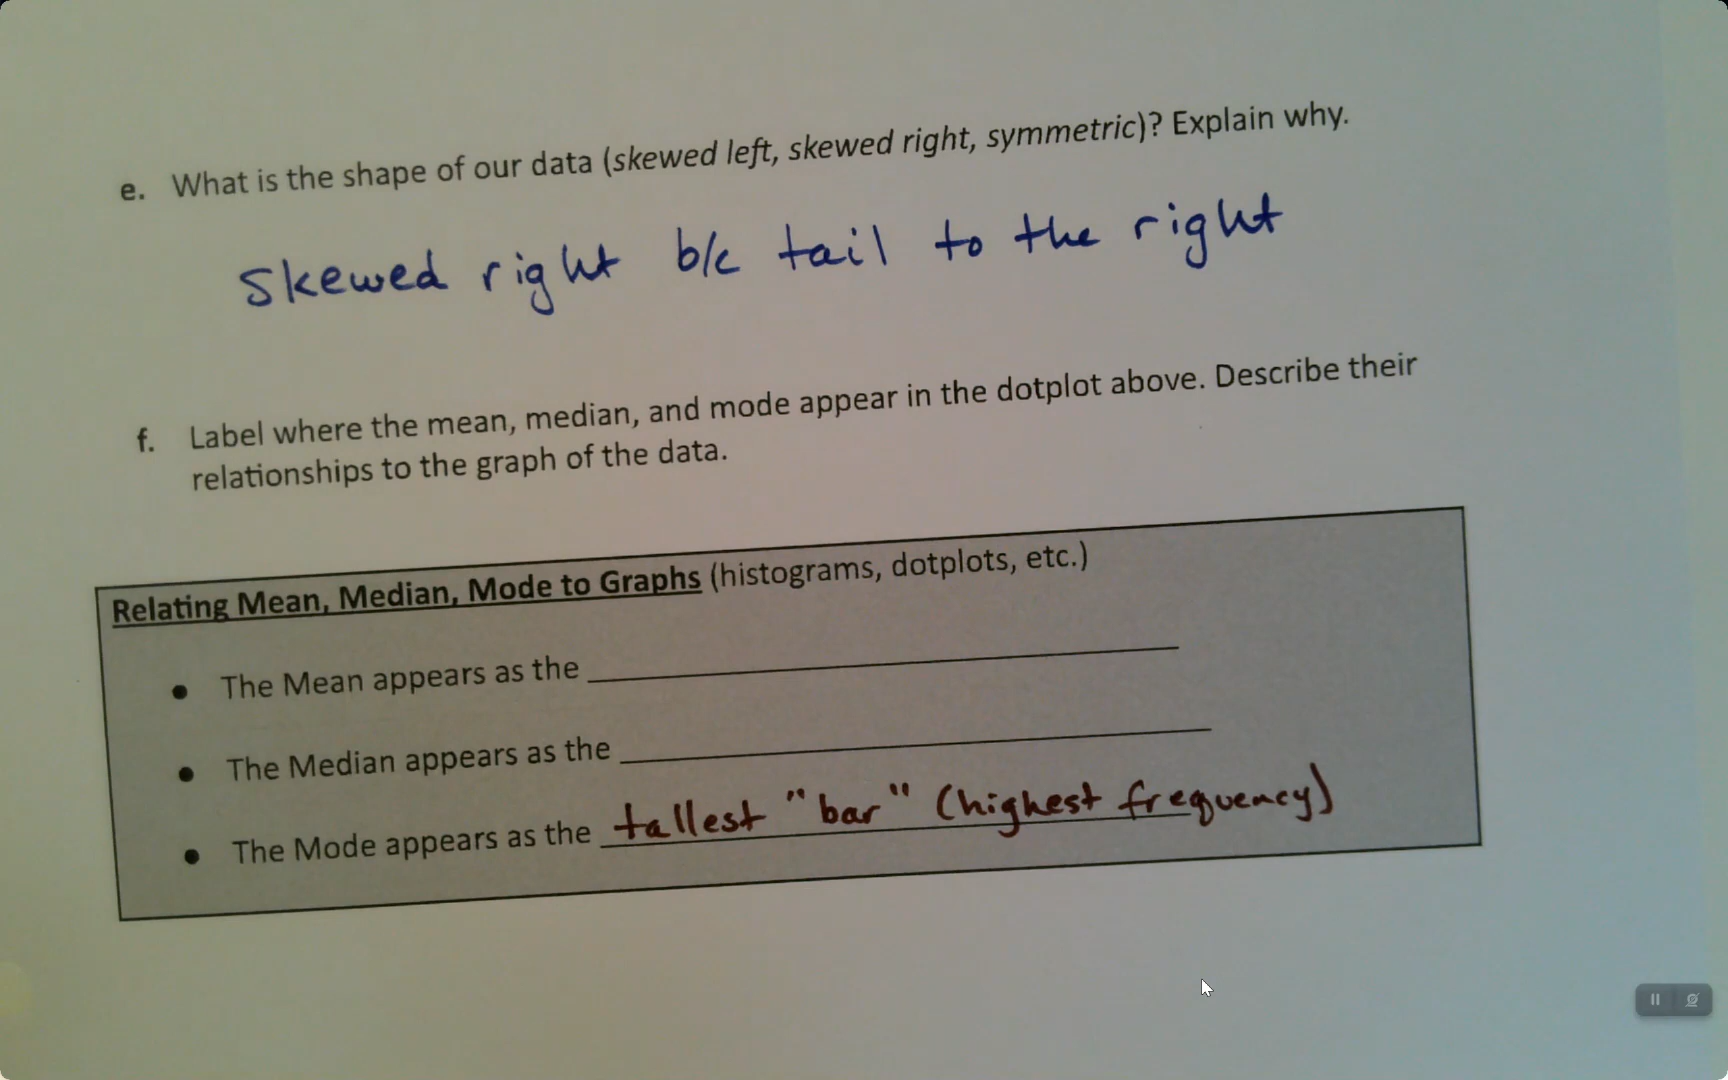 e. What is the shape of our data (skewed left, skewed right, symmetric)? Explain why.
skewed right b/c tail to the right
f. Label where the mean, median, and mode appear in the dotplot above. Describe their
relationships to the graph of the data.
Relating Mean, Median, Mode to Graphs (histograms, dotplots, etc.)
• The Mean appears as the
• The Median appears as the
• The Mode appears as the tallest "bar" (highest frequency)